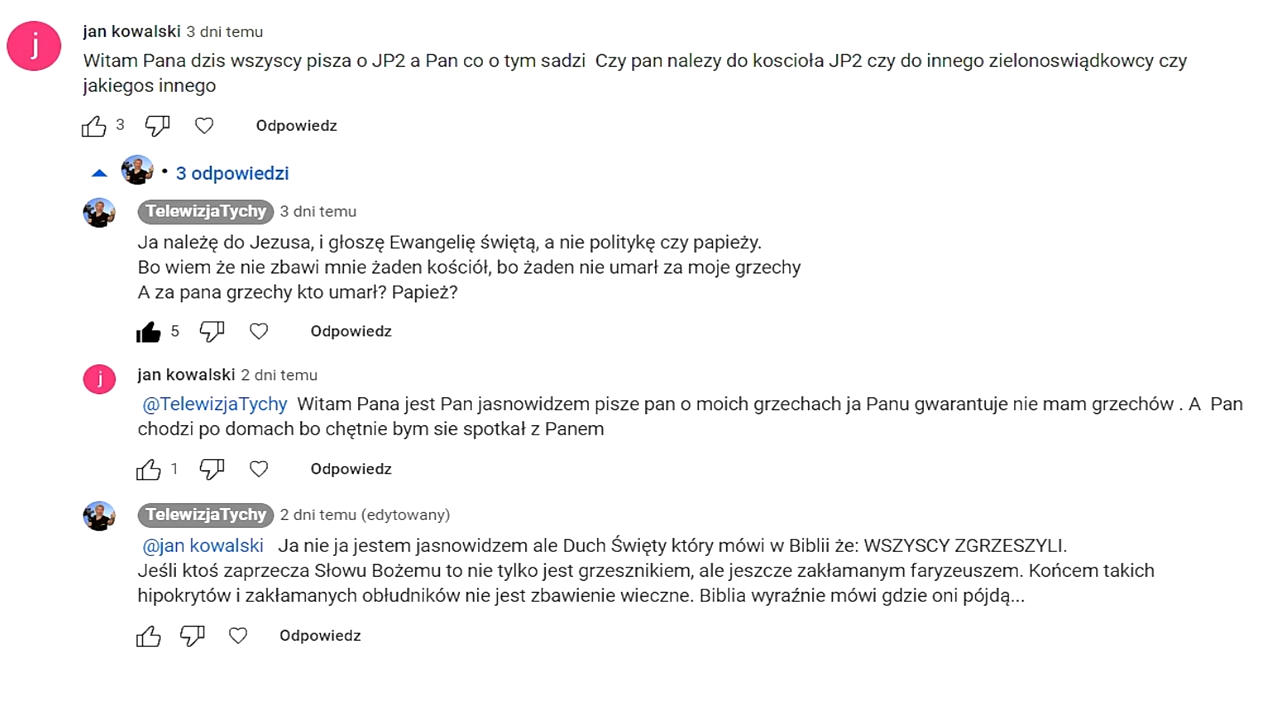 j
jan kowalski 3 dni temu
Witam Pana dzis wszyscy pisza o JP2 a Pan co o tym sadzi Czy pan nalezy do koscioła JP2 czy do innego zielonoswiądkowcy czy
jakiegos innego
3 Odpowiedz
• 3 odpowiedzi
TelewizjaTychy 3 dni temu
Ja należę do Jezusa, i głoszę Ewangelię świętą, a nie politykę czy papieży.
Bo wiem że nie zbawi mnie żaden kościół, bo żaden nie umarł za moje grzechy
A za pana grzechy kto umarł? Papież?
5 Odpowiedz
j
jan kowalski 2 dni temu
@TelewizjaTychy Witam Pana jest Pan jasnowidzem pisze pan o moich grzechach ja Panu gwarantuje nie mam grzechów . A Pan
chodzi po domach bo chętnie bym sie spotkał z Panem
1 Odpowiedz
TelewizjaTychy 2 dni temu (edytowany)
@jan kowalski Ja nie ja jestem jasnowidzem ale Duch Święty który mówi w Biblii że: WSZYSCY ZGRZESZYLI.
Jeśli ktoś zaprzecza Słowu Bożemu to nie tylko jest grzesznikiem, ale jeszcze zakłamanym faryzeuszem. Końcem takich
hipokrytów i zakłamanych obłudników nie jest zbawienie wieczne. Biblia wyraźnie mówi gdzie oni pójdą...
Odpowiedz